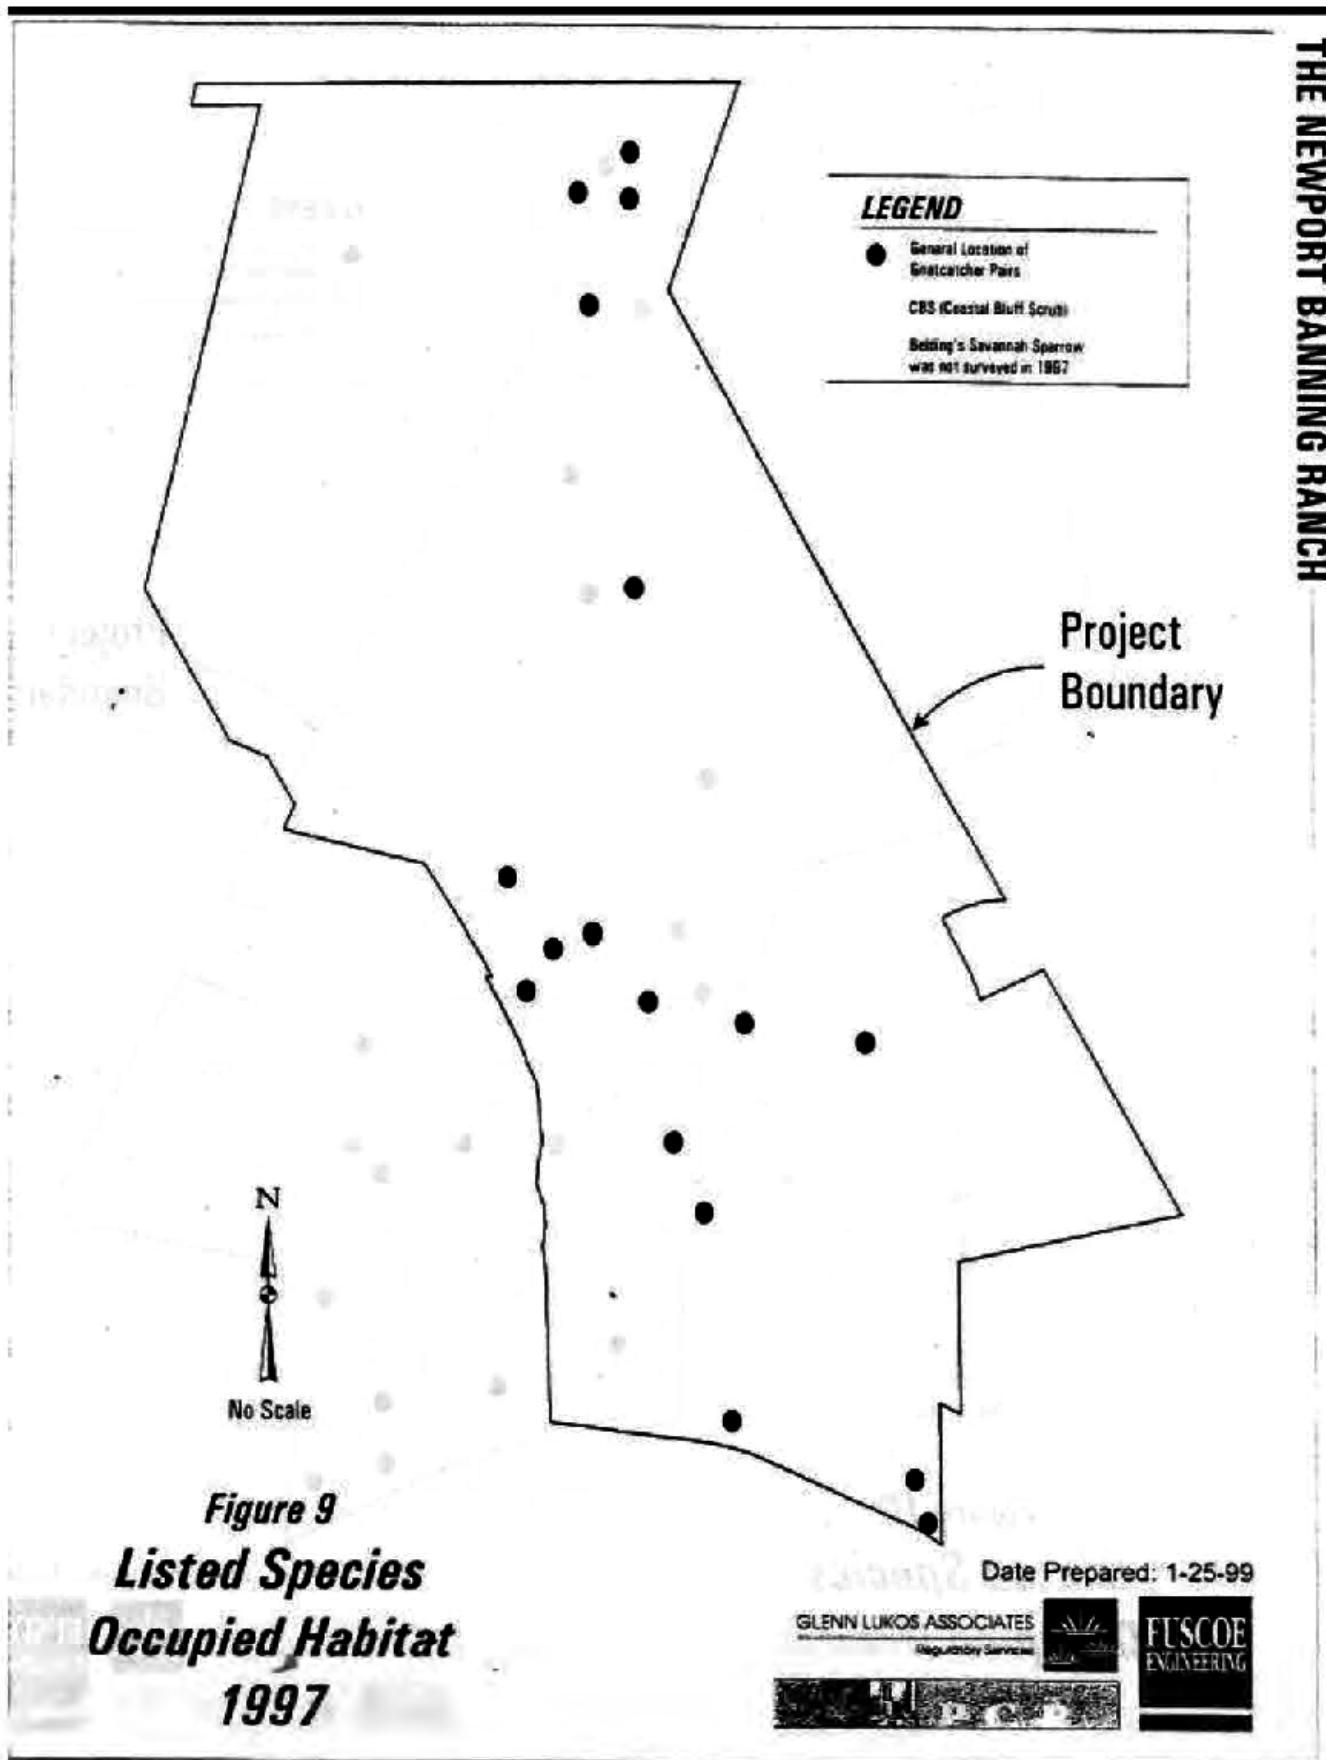 THE NEWPORT BANNING RANCH
LEGEND
General Location of
Gnatcatcher Pairs
CBS (Coastal Bluff Scrub)
Belding's Savannah Sparrow
was not surveyed in 1997
Project
Boundary
N
No Scale
Figure 9
Listed Species
Occupied Habitat
1997
Date Prepared: 1-25-99
GLENN LUKOS ASSOCIATES
Regulatory Services
FUSCOE
ENGINEERING
P C R